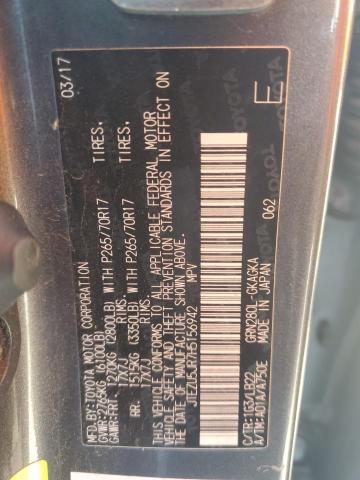 MFD.BY:TOYOTA MOTOR CORPORATION 03/17
GVWR:2765KG (6100LB)
GAWR:FRT. 1275KG (2800LB) WITH P265/70R17 TIRES,
17X7J RIMS,
RR. 1515KG (3350LB) WITH P265/70R17 TIRES,
17X7J RIMS.
THIS VEHICLE CONFORMS TO ALL APPLICABLE FEDERAL MOTOR
VEHICLE SAFETY AND THEFT PREVENTION STANDARDS IN EFFECT ON
THE DATE OF MANUFACTURE SHOWN ABOVE.
JTEZU5JR7H5156942
MPV
C/TR:1G3/LB22 GRN280L-GKAGKA 062 E
A/TM:A01A/A750E MADE IN JAPAN